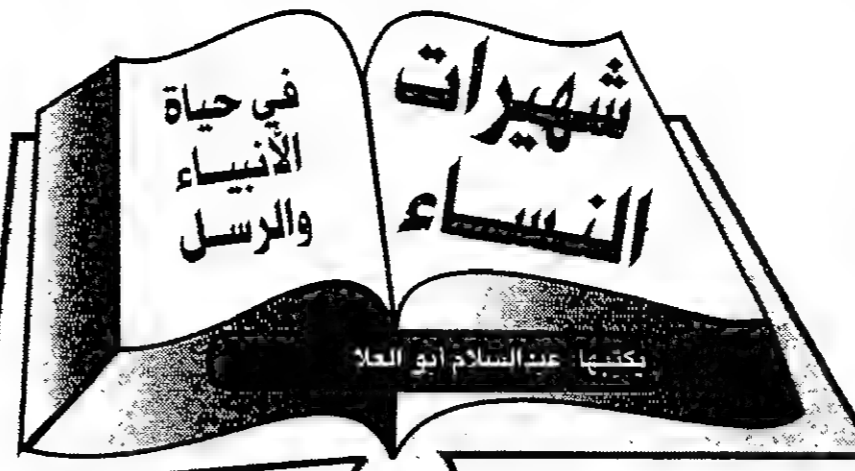 شهيرات
النساء
في حياة
الأنبياء
والرسل
يكتبها: عبدالسلام أبو العلا